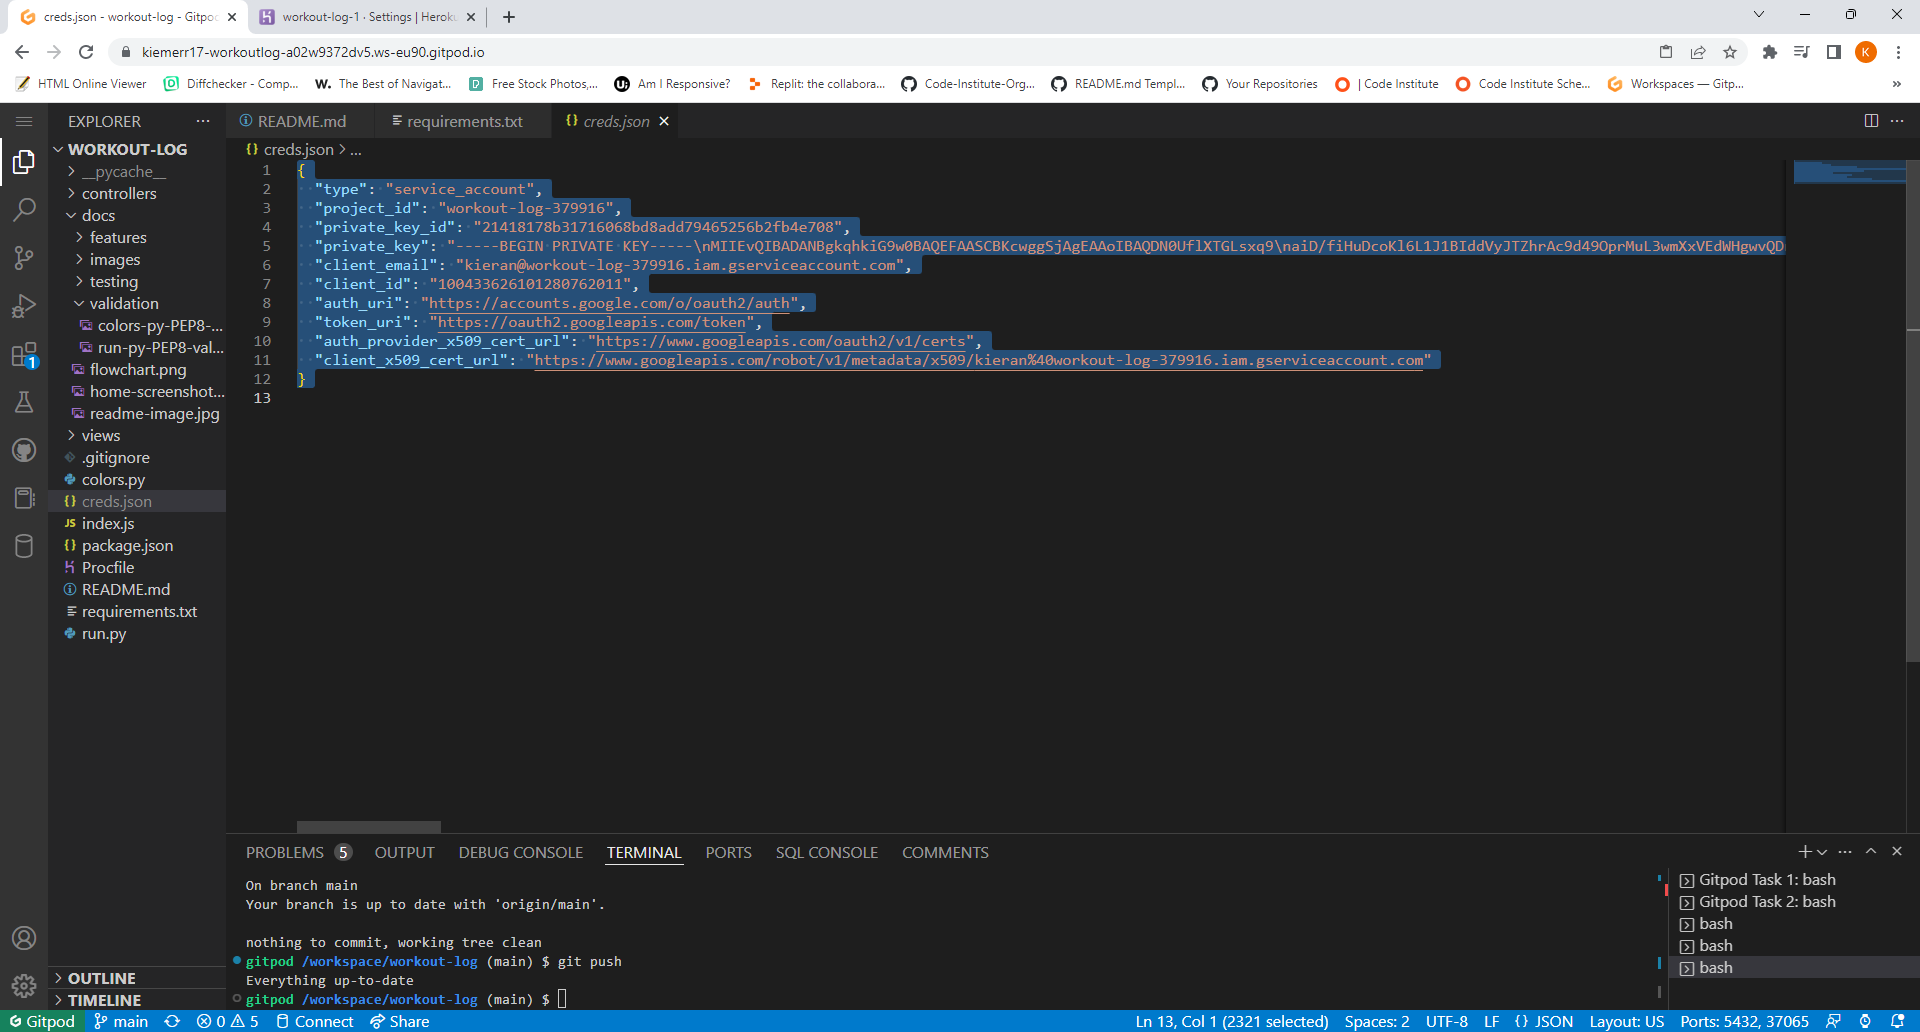 creds.json - workout-log - Gitpod
workout-log-1 · Settings | Heroku
kiemerr17-workoutlog-a02w9372dv5.ws-eu90.gitpod.io
K
HTML Online Viewer
Diffchecker - Comp...
W. The Best of Navigat...
Free Stock Photos,...
Am I Responsive?
Replit: the collabora...
Code-Institute-Org...
README.md Templ...
Your Repositories
| Code Institute
Code Institute Sche...
Workspaces — Gitp...
»
EXPLORER
WORKOUT-LOG
__pycache__
controllers
docs
features
images
testing
validation
colors-py-PEP8-...
run-py-PEP8-val...
flowchart.png
home-screenshot...
readme-image.jpg
views
.gitignore
colors.py
creds.json
JS index.js
package.json
Procfile
README.md
requirements.txt
run.py
OUTLINE
TIMELINE
1
README.md
requirements.txt
{} creds.json
{} creds.json > ...
1 {
2 "type": "service_account",
3 "project_id": "workout-log-379916",
4 "private_key_id": "21418178b31716068bd8add79465256b2fb4e708",
5 "private_key": "-----BEGIN PRIVATE KEY-----\nMIIEvQIBADANBgkqhkiG9w0BAQEFAASCBKcwggSjAgEAAoIBAQDN0UflXTGLsxq9\naiD/fiHuDcoKl6L1J1BIddVyJTZhrAc9d49OprMuL3wmXxVEdWHgwvQD
6 "client_email": "kieran@workout-log-379916.iam.gserviceaccount.com",
7 "client_id": "100433626101280762011",
8 "auth_uri": "https://accounts.google.com/o/oauth2/auth",
9 "token_uri": "https://oauth2.googleapis.com/token",
10 "auth_provider_x509_cert_url": "https://www.googleapis.com/oauth2/v1/certs",
11 "client_x509_cert_url": "https://www.googleapis.com/robot/v1/metadata/x509/kieran%40workout-log-379916.iam.gserviceaccount.com"
12 }
13
PROBLEMS 5 OUTPUT DEBUG CONSOLE TERMINAL PORTS SQL CONSOLE COMMENTS
On branch main
Your branch is up to date with 'origin/main'.
nothing to commit, working tree clean
gitpod /workspace/workout-log (main) $ git push
Everything up-to-date
gitpod /workspace/workout-log (main) $
Gitpod Task 1: bash
Gitpod Task 2: bash
bash
bash
bash
Gitpod main 0 5 Connect Share
Ln 13, Col 1 (2321 selected) Spaces: 2 UTF-8 LF {} JSON Layout: US Ports: 5432, 37065